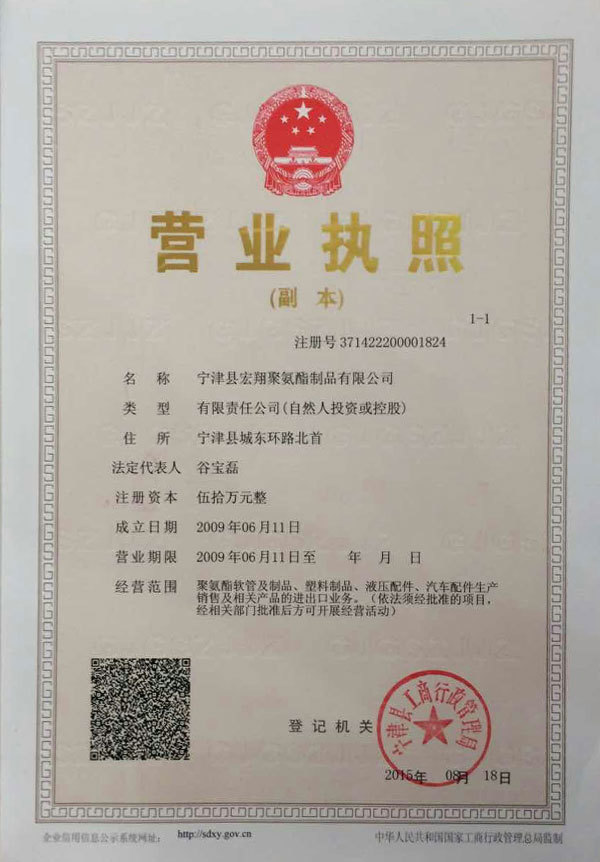 营业执照
(副 本)
1-1
注册号 371422200001824
名 称 宁津县宏翔聚氨酯制品有限公司
类 型 有限责任公司(自然人投资或控股)
住 所 宁津县城东环路北首
法定代表人 谷宝磊
注册资本 伍拾万元整
成立日期 2009年06月11日
营业期限 2009年06月11日至 年 月 日
经营范围 聚氨酯软管及制品、塑料制品、液压配件、汽车配件生产
销售及相关产品的进出口业务。(依法须经批准的项目,
经相关部门批准后方可开展经营活动)
登记机关
宁津县工商行政管理局
2015年 08月 18日
企业信用信息公示系统网址: http://sdxy.gov.cn
中华人民共和国国家工商行政管理总局监制